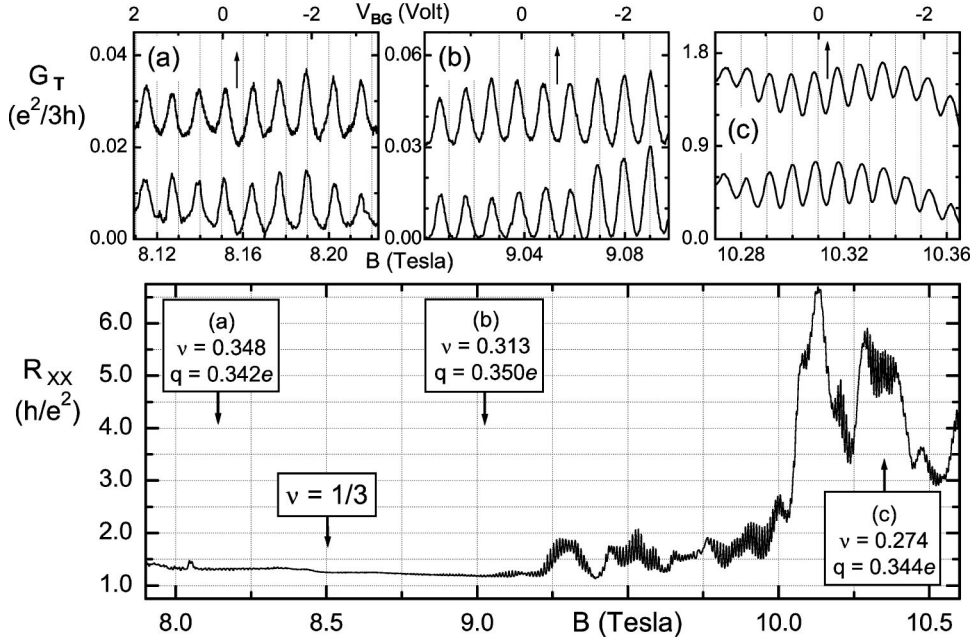 2 0 -2 V_BG (Volt) 0 -2 0 -2
0.04 (a) 0.06 (b) 1.8
G_T
(e²/3h)
0.02 0.03 0.9 (c)
0.00 0.00 0.0
8.12 8.16 8.20 B (Tesla) 9.04 9.08 10.28 10.32 10.36
6.0
5.0
R_XX
(h/e²)
4.0
3.0
2.0
1.0
(a)
ν = 0.348
q = 0.342e
(b)
ν = 0.313
q = 0.350e
ν = 1/3
(c)
ν = 0.274
q = 0.344e
8.0 8.5 9.0 B (Tesla) 10.0 10.5